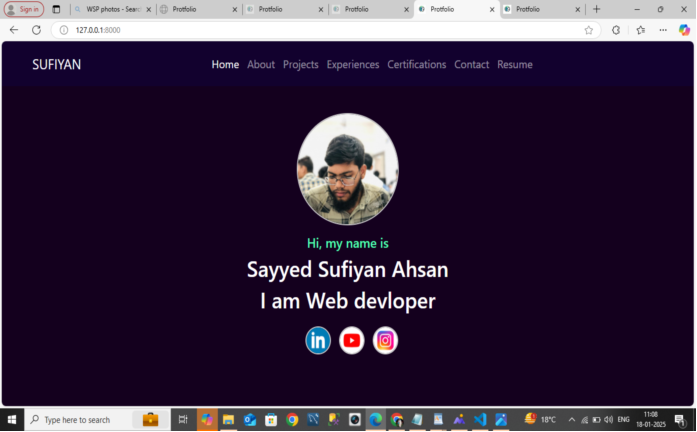 Sign in
WSP photos - Sear
Protfolio
Protfolio
Protfolio
Protfolio
Protfolio
127.0.0.1:8000
SUFIYAN
Home About Projects Experiences Certifications Contact Resume
Hi, my name is
Sayyed Sufiyan Ahsan
I am Web devloper
in
Type here to search
18°C
ENG
11:08
18-01-2025